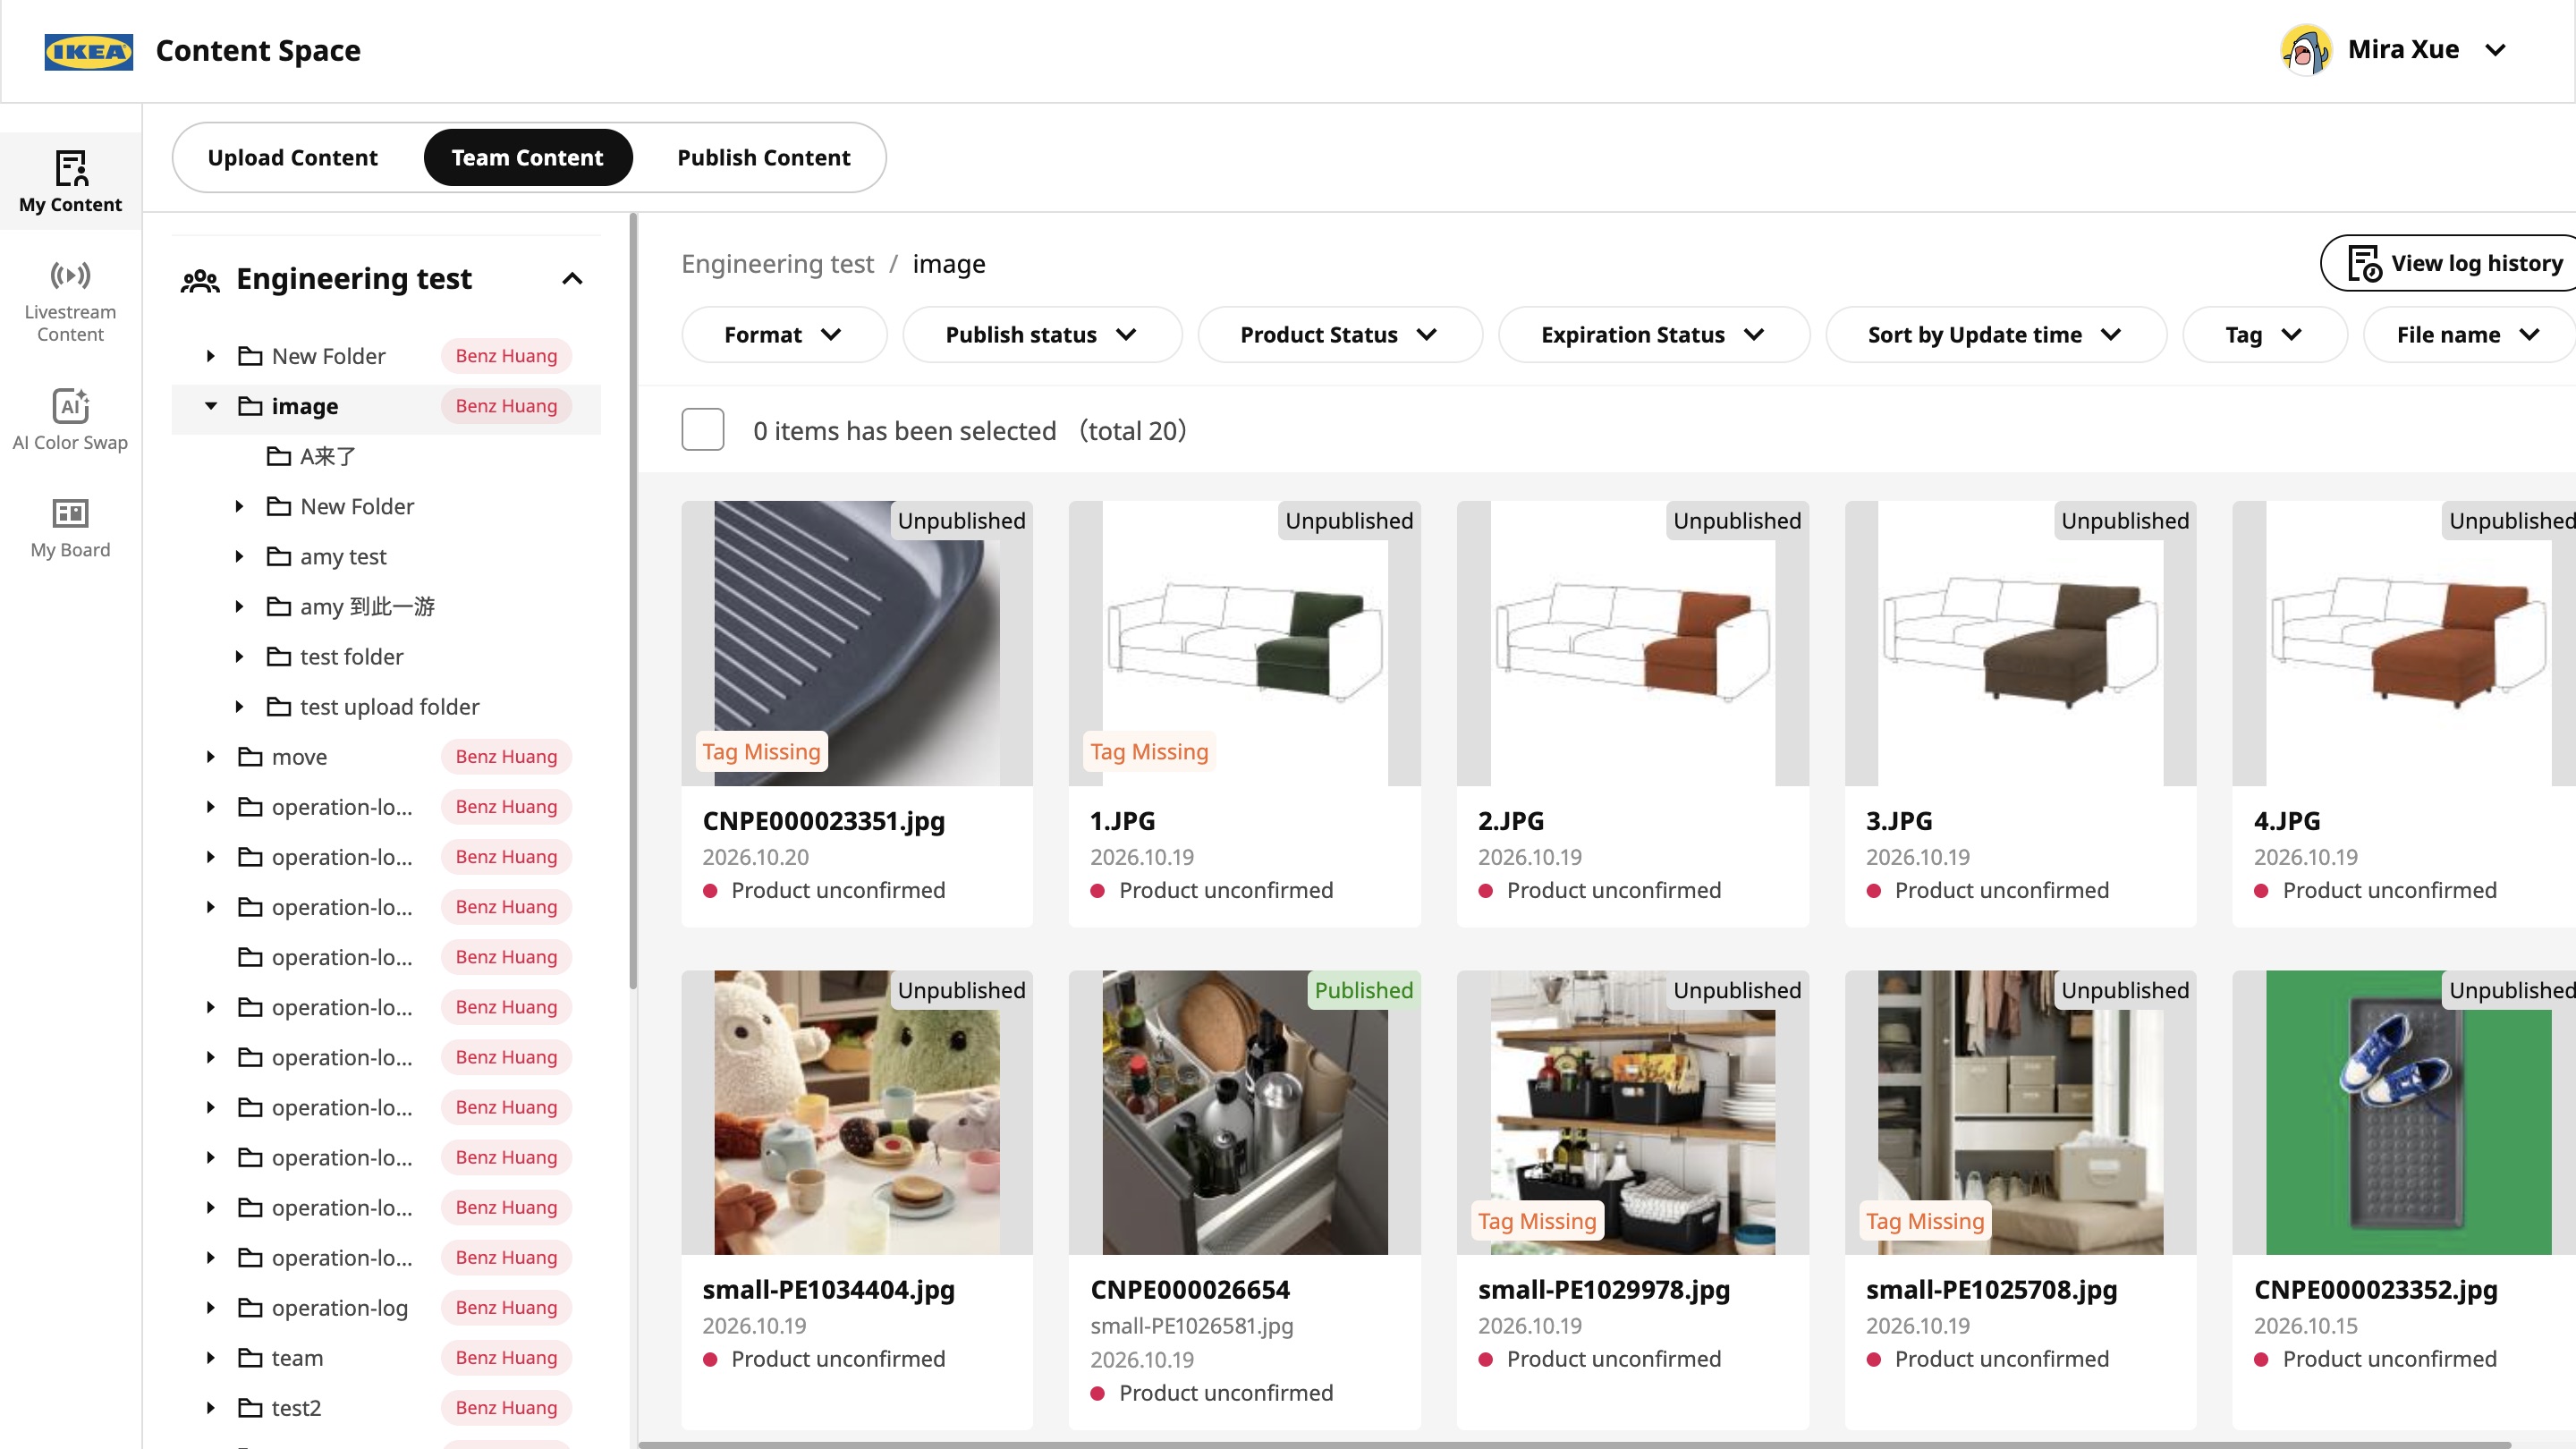 IKEA
Content Space
Mira Xue
My Content
Livestream
Content
AI
AI Color Swap
My Board
Upload Content
Team Content
Publish Content
Engineering test
New Folder
Benz Huang
image
Benz Huang
A来了
New Folder
amy test
amy 到此一游
test folder
test upload folder
move
Benz Huang
operation-lo...
Benz Huang
operation-lo...
Benz Huang
operation-lo...
Benz Huang
operation-lo...
Benz Huang
operation-lo...
Benz Huang
operation-lo...
Benz Huang
operation-lo...
Benz Huang
operation-lo...
Benz Huang
operation-lo...
Benz Huang
operation-lo...
Benz Huang
operation-log
Benz Huang
team
Benz Huang
test2
Benz Huang
Engineering test / image
View log history
Format
Publish status
Product Status
Expiration Status
Sort by Update time
Tag
File name
0 items has been selected （total 20）
Unpublished
Tag Missing
CNPE000023351.jpg
2026.10.20
Product unconfirmed
Unpublished
Tag Missing
1.JPG
2026.10.19
Product unconfirmed
Unpublished
2.JPG
2026.10.19
Product unconfirmed
Unpublished
3.JPG
2026.10.19
Product unconfirmed
Unpublished
4.JPG
2026.10.19
Product unconfirmed
Unpublished
small-PE1034404.jpg
2026.10.19
Product unconfirmed
Published
CNPE000026654
small-PE1026581.jpg
2026.10.19
Product unconfirmed
Unpublished
Tag Missing
small-PE1029978.jpg
2026.10.19
Product unconfirmed
Unpublished
Tag Missing
small-PE1025708.jpg
2026.10.19
Product unconfirmed
Unpublished
CNPE000023352.jpg
2026.10.15
Product unconfirmed